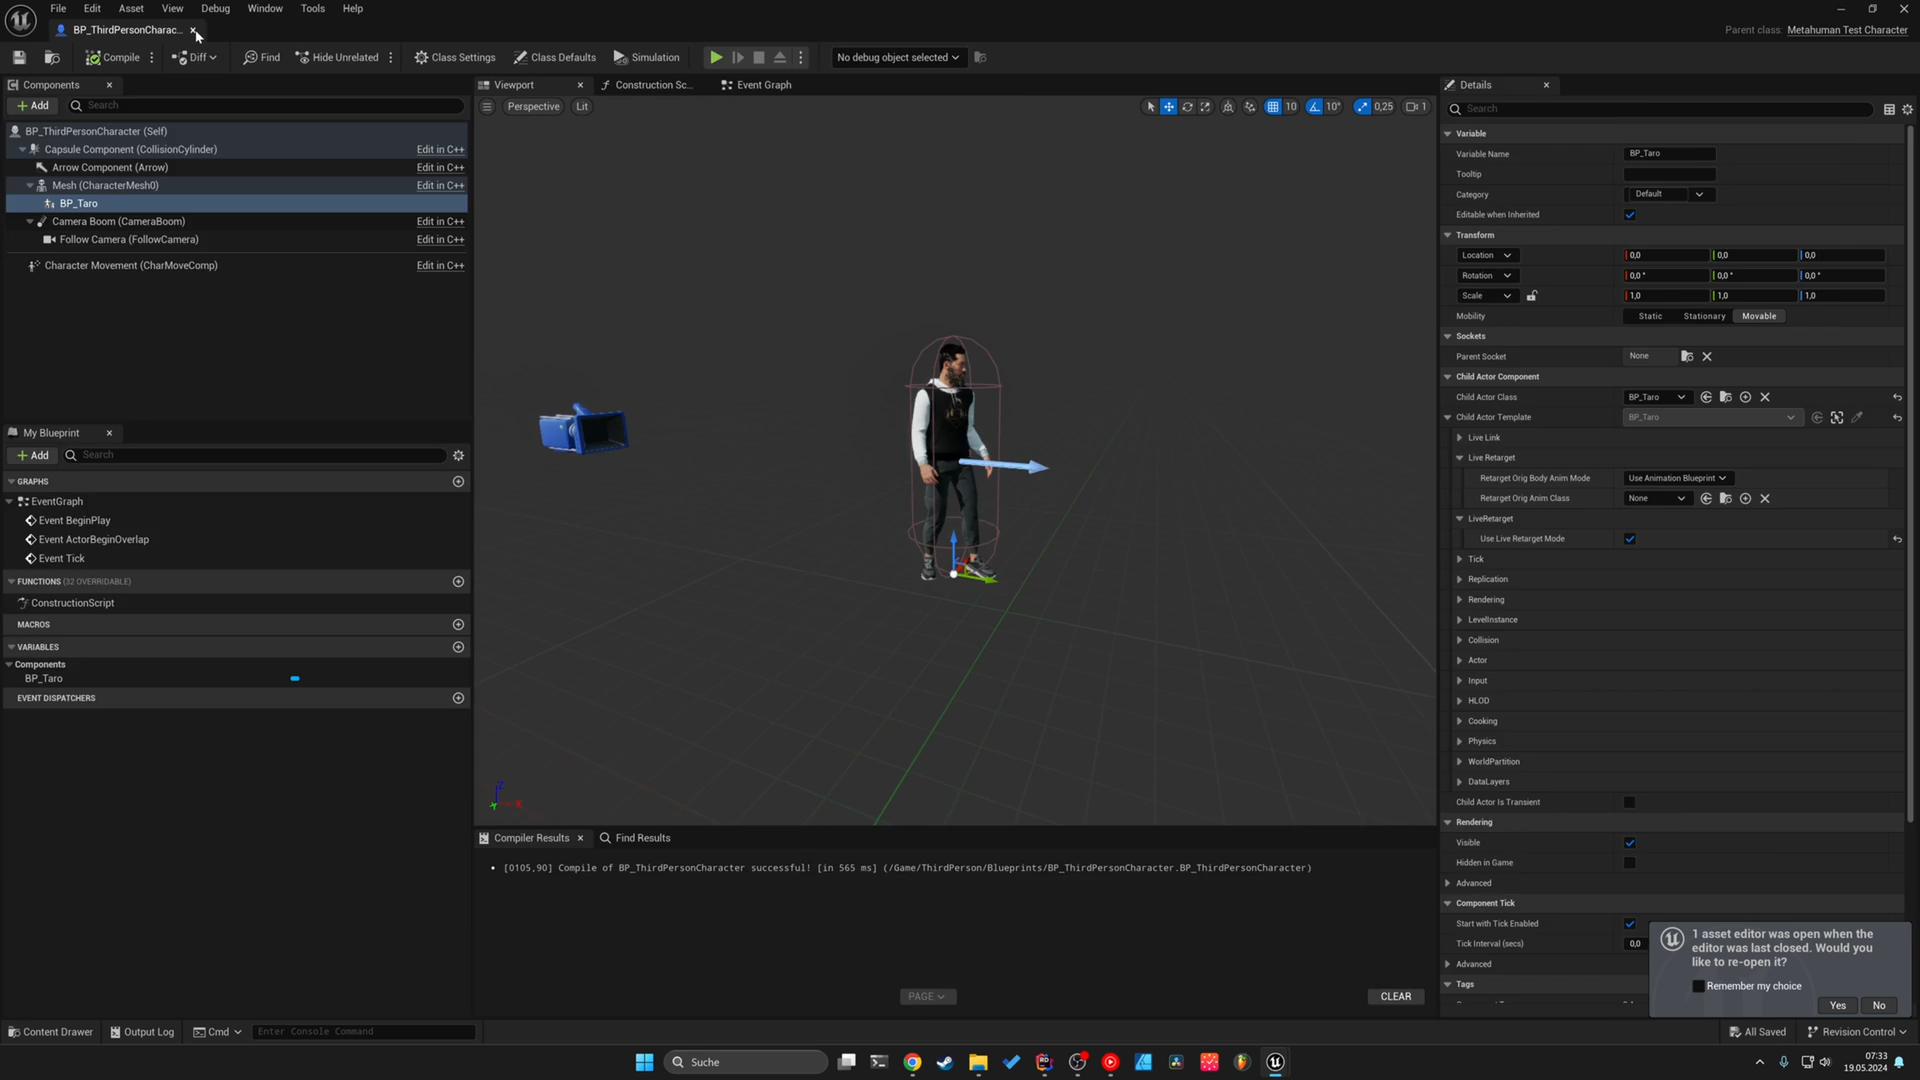 File Edit Asset View Debug Window Tools Help
BP_ThirdPersonCharac...
Parent class: Metahuman Test Character
Compile Diff Find Hide Unrelated Class Settings Class Defaults Simulation No debug object selected
Components
Add Search
BP_ThirdPersonCharacter (Self)
Capsule Component (CollisionCylinder) Edit in C++
Arrow Component (Arrow) Edit in C++
Mesh (CharacterMesh0) Edit in C++
BP_Taro
Camera Boom (CameraBoom) Edit in C++
Follow Camera (FollowCamera) Edit in C++
Character Movement (CharMoveComp) Edit in C++
My Blueprint
Add Search
GRAPHS
EventGraph
Event BeginPlay
Event ActorBeginOverlap
Event Tick
FUNCTIONS (32 OVERRIDABLE)
ConstructionScript
MACROS
VARIABLES
Components
BP_Taro
EVENT DISPATCHERS
Viewport Construction Sc... Event Graph
Perspective Lit 10 10° 0,25 1
Z
X
Compiler Results Find Results
[0105,90] Compile of BP_ThirdPersonCharacter successful! [in 565 ms] (/Game/ThirdPerson/Blueprints/BP_ThirdPersonCharacter.BP_ThirdPersonCharacter)
PAGE CLEAR
Details
Search
Variable
Variable Name BP_Taro
Tooltip
Category Default
Editable when Inherited
Transform
Location 0,0 0,0 0,0
Rotation 0,0 ° 0,0 ° 0,0 °
Scale 1,0 1,0 1,0
Mobility Static Stationary Movable
Sockets
Parent Socket None
Child Actor Component
Child Actor Class BP_Taro
Child Actor Template BP_Taro
Live Link
Live Retarget
Retarget Orig Body Anim Mode Use Animation Blueprint
Retarget Orig Anim Class None
LiveRetarget
Use Live Retarget Mode
Tick
Replication
Rendering
LevelInstance
Collision
Actor
Input
HLOD
Cooking
Physics
WorldPartition
DataLayers
Child Actor Is Transient
Rendering
Visible
Hidden in Game
Advanced
Component Tick
Start with Tick Enabled
Tick Interval (secs) 0,0
Advanced
Tags
1 asset editor was open when the
editor was last closed. Would you
like to re-open it?
Remember my choice
Yes No
Content Drawer Output Log Cmd Enter Console Command All Saved Revision Control
Suche
07:33
19.05.2024